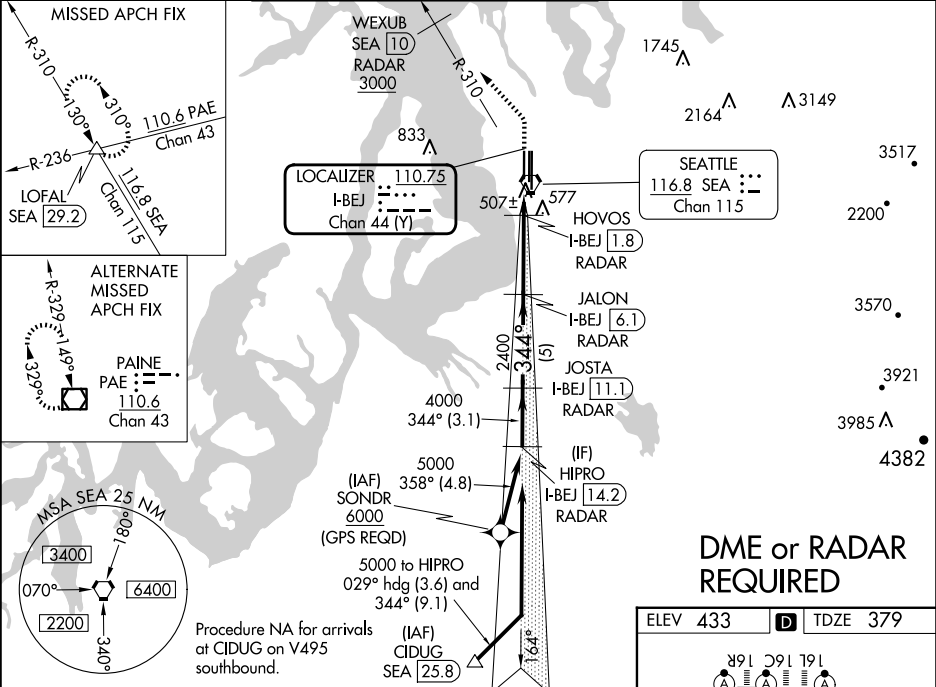 MISSED APCH FIX
R-310
130°
310°
110.6 PAE
Chan 43
R-236
LOFAL
SEA 29.2
116.8 SEA
Chan 115
ALTERNATE
MISSED
APCH FIX
R-329
149°
329°
PAINE
PAE
110.6
Chan 43
WEXUB
SEA 10
RADAR
3000
R-310
1745
2164
3149
833
3517
2200
3570
3921
3985
4382
LOCALIZER 110.75
I-BEJ
Chan 44 (Y)
SEATTLE
116.8 SEA
Chan 115
507±
577
HOVOS
I-BEJ 1.8
RADAR
JALON
I-BEJ 6.1
RADAR
2400
344°
(5)
JOSTA
I-BEJ 11.1
RADAR
4000
344° (3.1)
(IF)
HIPRO
I-BEJ 14.2
RADAR
5000
358° (4.8)
(IAF)
SONDR
6000
(GPS REQD)
5000 to HIPRO
029° hdg (3.6) and
344° (9.1)
(IAF)
CIDUG
SEA 25.8
164°
MSA SEA 25 NM
180°
3400
070°
6400
2200
340°
Procedure NA for arrivals
at CIDUG on V495
southbound.
DME or RADAR
REQUIRED
ELEV 433 D TDZE 379
16R 16C 16L
A A A